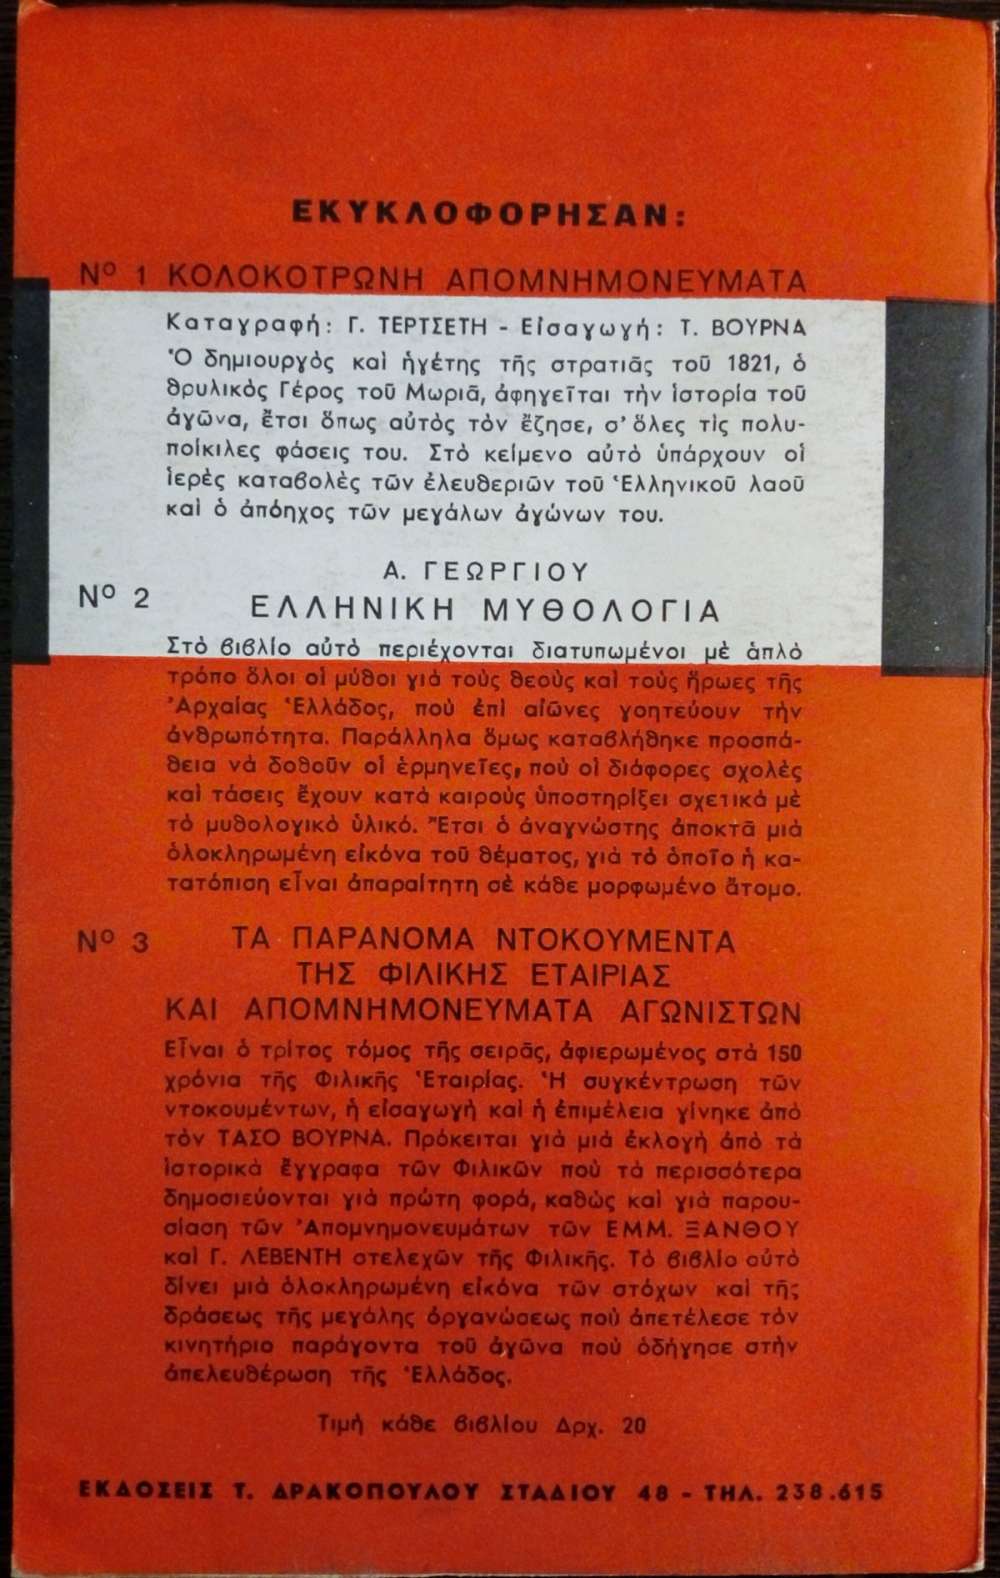 ΕΚΥΚΛΟΦΟΡΗΣΑΝ:
Νο 1 ΚΟΛΟΚΟΤΡΩΝΗ ΑΠΟΜΝΗΜΟΝΕΥΜΑΤΑ
Καταγραφή: Γ. ΤΕΡΤΣΕΤΗ - Εἰσαγωγή: Τ. ΒΟΥΡΝΑ
Ὁ δημιουργὸς καὶ ἡγέτης τῆς στρατιᾶς τοῦ 1821, ὁ
θρυλικὸς Γέρος τοῦ Μωριᾶ, ἀφηγεῖται τὴν ἱστορία τοῦ
ἀγῶνα, ἔτσι ὅπως αὐτὸς τὸν ἔζησε, σ' ὅλες τὶς πολυ-
ποίκιλες φάσεις του. Στὸ κείμενο αὐτὸ ὑπάρχουν οἱ
ἱερὲς καταβολὲς τῶν ἐλευθεριῶν τοῦ Ἑλληνικοῦ λαοῦ
καὶ ὁ ἀπόηχος τῶν μεγάλων ἀγώνων του.
Α. ΓΕΩΡΓΙΟΥ
Νο 2 ΕΛΛΗΝΙΚΗ ΜΥΘΟΛΟΓΙΑ
Στὸ βιβλίο αὐτὸ περιέχονται διατυπωμένοι μὲ ἁπλὸ
τρόπο ὅλοι οἱ μύθοι γιὰ τοὺς θεοὺς καὶ τοὺς ἥρωες τῆς
Ἀρχαίας Ἑλλάδος, ποὺ ἐπὶ αἰῶνες γοητεύουν τὴν
ἀνθρωπότητα. Παράλληλα ὅμως καταβλήθηκε προσπά-
θεια νὰ δοθοῦν οἱ ἑρμηνεῖες, ποὺ οἱ διάφορες σχολὲς
καὶ τάσεις ἔχουν κατὰ καιροὺς ὑποστηρίξει σχετικὰ μὲ
τὸ μυθολογικὸ ὑλικό. Ἔτσι ὁ ἀναγνώστης ἀποκτᾶ μιὰ
ὁλοκληρωμένη εἰκόνα τοῦ θέματος, γιὰ τὸ ὁποῖο ἡ κα-
τατόπιση εἶναι ἀπαραίτητη σὲ κάθε μορφωμένο ἄτομο.
Νο 3 ΤΑ ΠΑΡΑΝΟΜΑ ΝΤΟΚΟΥΜΕΝΤΑ
ΤΗΣ ΦΙΛΙΚΗΣ ΕΤΑΙΡΙΑΣ
ΚΑΙ ΑΠΟΜΝΗΜΟΝΕΥΜΑΤΑ ΑΓΩΝΙΣΤΩΝ
Εἶναι ὁ τρίτος τόμος τῆς σειρᾶς, ἀφιερωμένος στὰ 150
χρόνια τῆς Φιλικῆς Ἑταιρίας. Ἡ συγκέντρωση τῶν
ντοκουμέντων, ἡ εἰσαγωγὴ καὶ ἡ ἐπιμέλεια γίνηκε ἀπὸ
τὸν ΤΑΣΟ ΒΟΥΡΝΑ. Πρόκειται γιὰ μιὰ ἐκλογὴ ἀπὸ τὰ
ἱστορικὰ ἔγγραφα τῶν Φιλικῶν ποὺ τὰ περισσότερα
δημοσιεύονται γιὰ πρώτη φορά, καθὼς καὶ γιὰ παρου-
σίαση τῶν Ἀπομνημονευμάτων τῶν ΕΜΜ. ΞΑΝΘΟΥ
καὶ Γ. ΛΕΒΕΝΤΗ στελεχῶν τῆς Φιλικῆς. Τὸ βιβλίο αὐτὸ
δίνει μιὰ ὁλοκληρωμένη εἰκόνα τῶν στόχων καὶ τῆς
δράσεως τῆς μεγάλης ὀργανώσεως ποὺ ἀπετέλεσε τὸν
κινητήριο παράγοντα τοῦ ἀγῶνα ποὺ ὁδήγησε στὴν
ἀπελευθέρωση τῆς Ἑλλάδος.
Τιμὴ κάθε βιβλίου Δρχ. 20
ΕΚΔΟΣΕΙΣ Τ. ΔΡΑΚΟΠΟΥΛΟΥ ΣΤΑΔΙΟΥ 48 - ΤΗΛ. 238.615